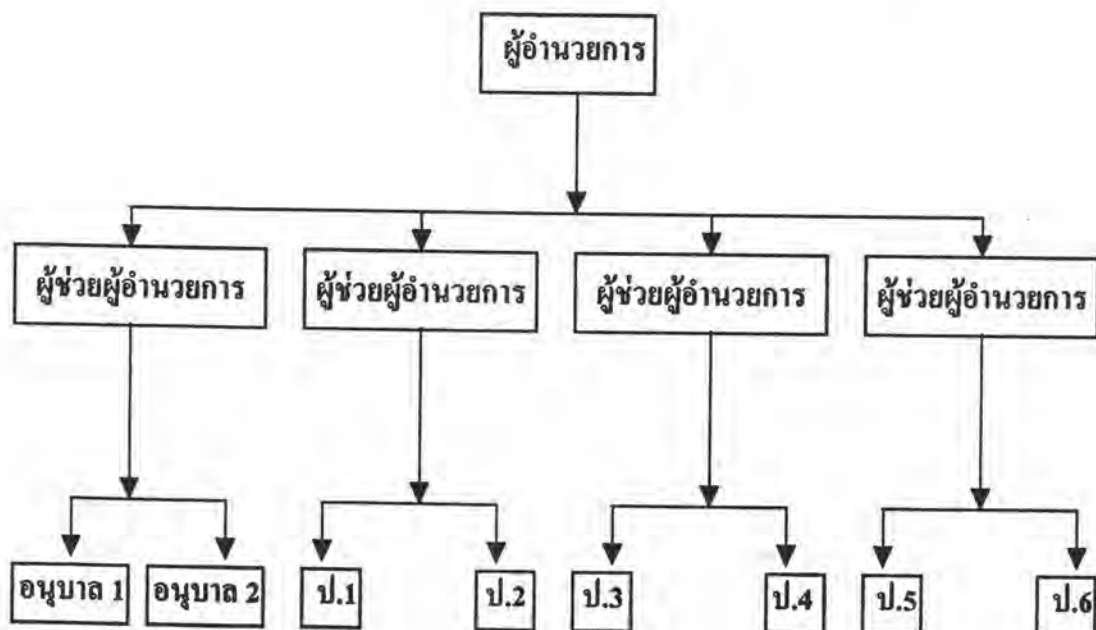 ผู้อำนวยการ
ผู้ช่วยผู้อำนวยการ ผู้ช่วยผู้อำนวยการ ผู้ช่วยผู้อำนวยการ ผู้ช่วยผู้อำนวยการ
อนุบาล 1 อนุบาล 2 ป.1 ป.2 ป.3 ป.4 ป.5 ป.6